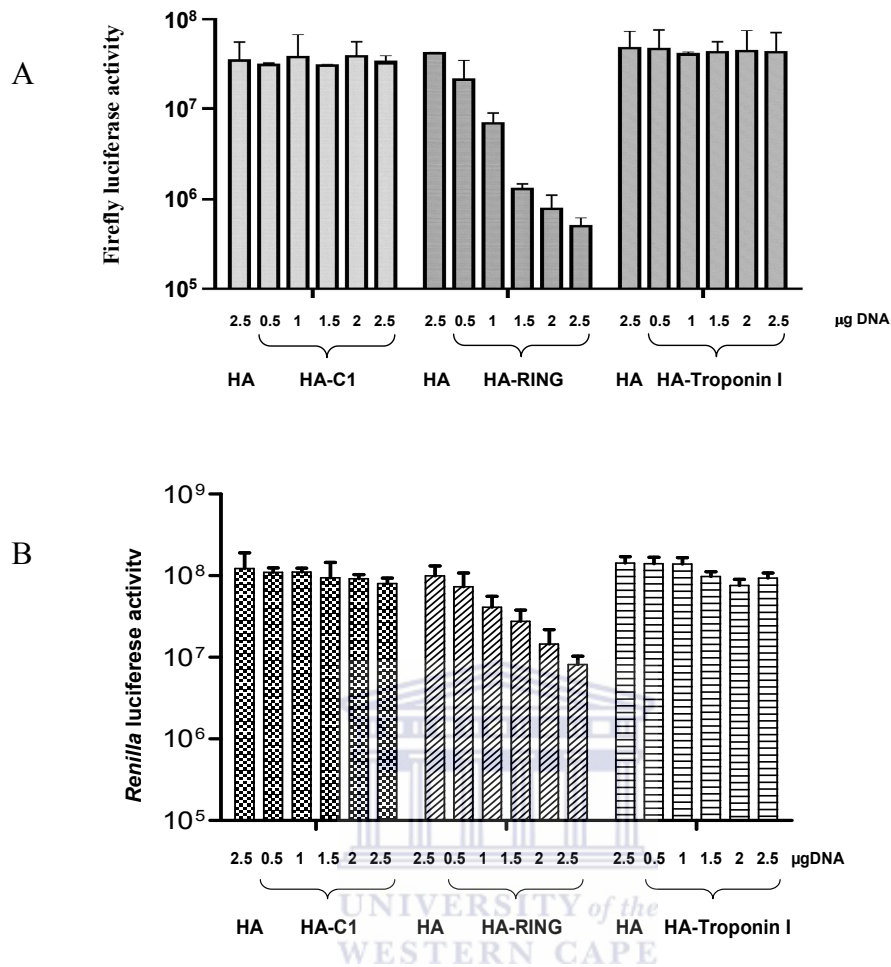 A
Firefly luciferase activity
10⁸
10⁷
10⁶
10⁵
2.5 0.5 1 1.5 2 2.5 2.5 0.5 1 1.5 2 2.5 2.5 0.5 1 1.5 2 2.5 µg DNA
HA HA-C1 HA HA-RING HA HA-Troponin I
B
Renilla luciferese activity
10⁹
10⁸
10⁷
10⁶
10⁵
2.5 0.5 1 1.5 2 2.5 2.5 0.5 1 1.5 2 2.5 2.5 0.5 1 1.5 2 2.5 µgDNA
HA HA-C1 HA HA-RING HA HA-Troponin I
UNIVERSITY of the
WESTERN CAPE